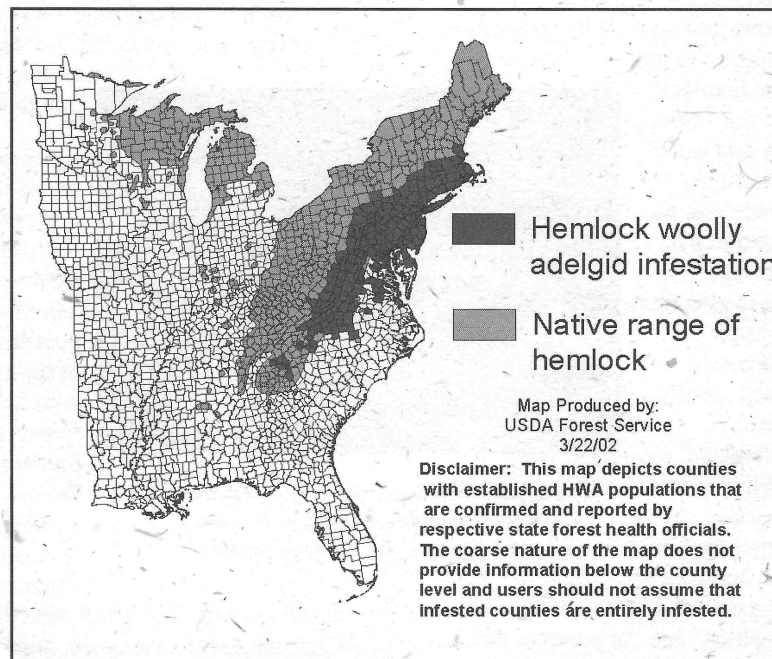 Hemlock woolly
adelgid infestation
Native range of
hemlock
Map Produced by:
USDA Forest Service
3/22/02
Disclaimer: This map depicts counties
with established HWA populations that
are confirmed and reported by
respective state forest health officials.
The coarse nature of the map does not
provide information below the county
level and users should not assume that
infested counties are entirely infested.